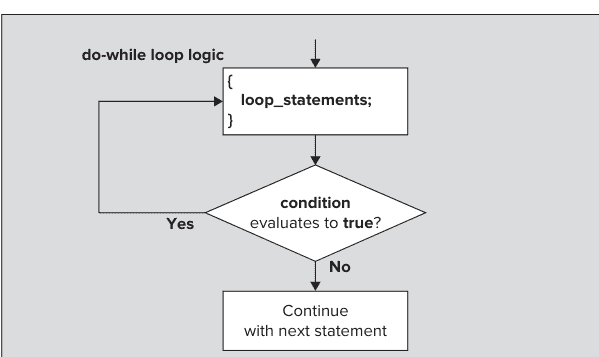 do-while loop logic
{
loop_statements;
}
condition
evaluates to true?
Yes
No
Continue
with next statement